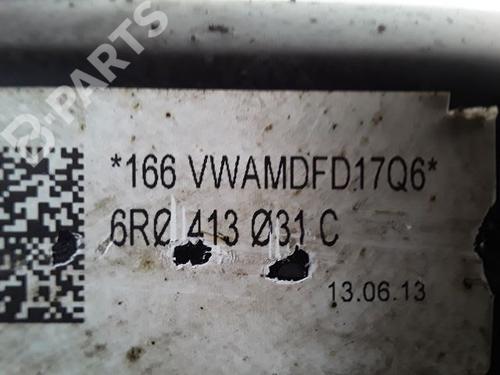 B-PARTS
*166 VWAMDFD17Q6*
6RØ 413 Ø31 C
13.06.13